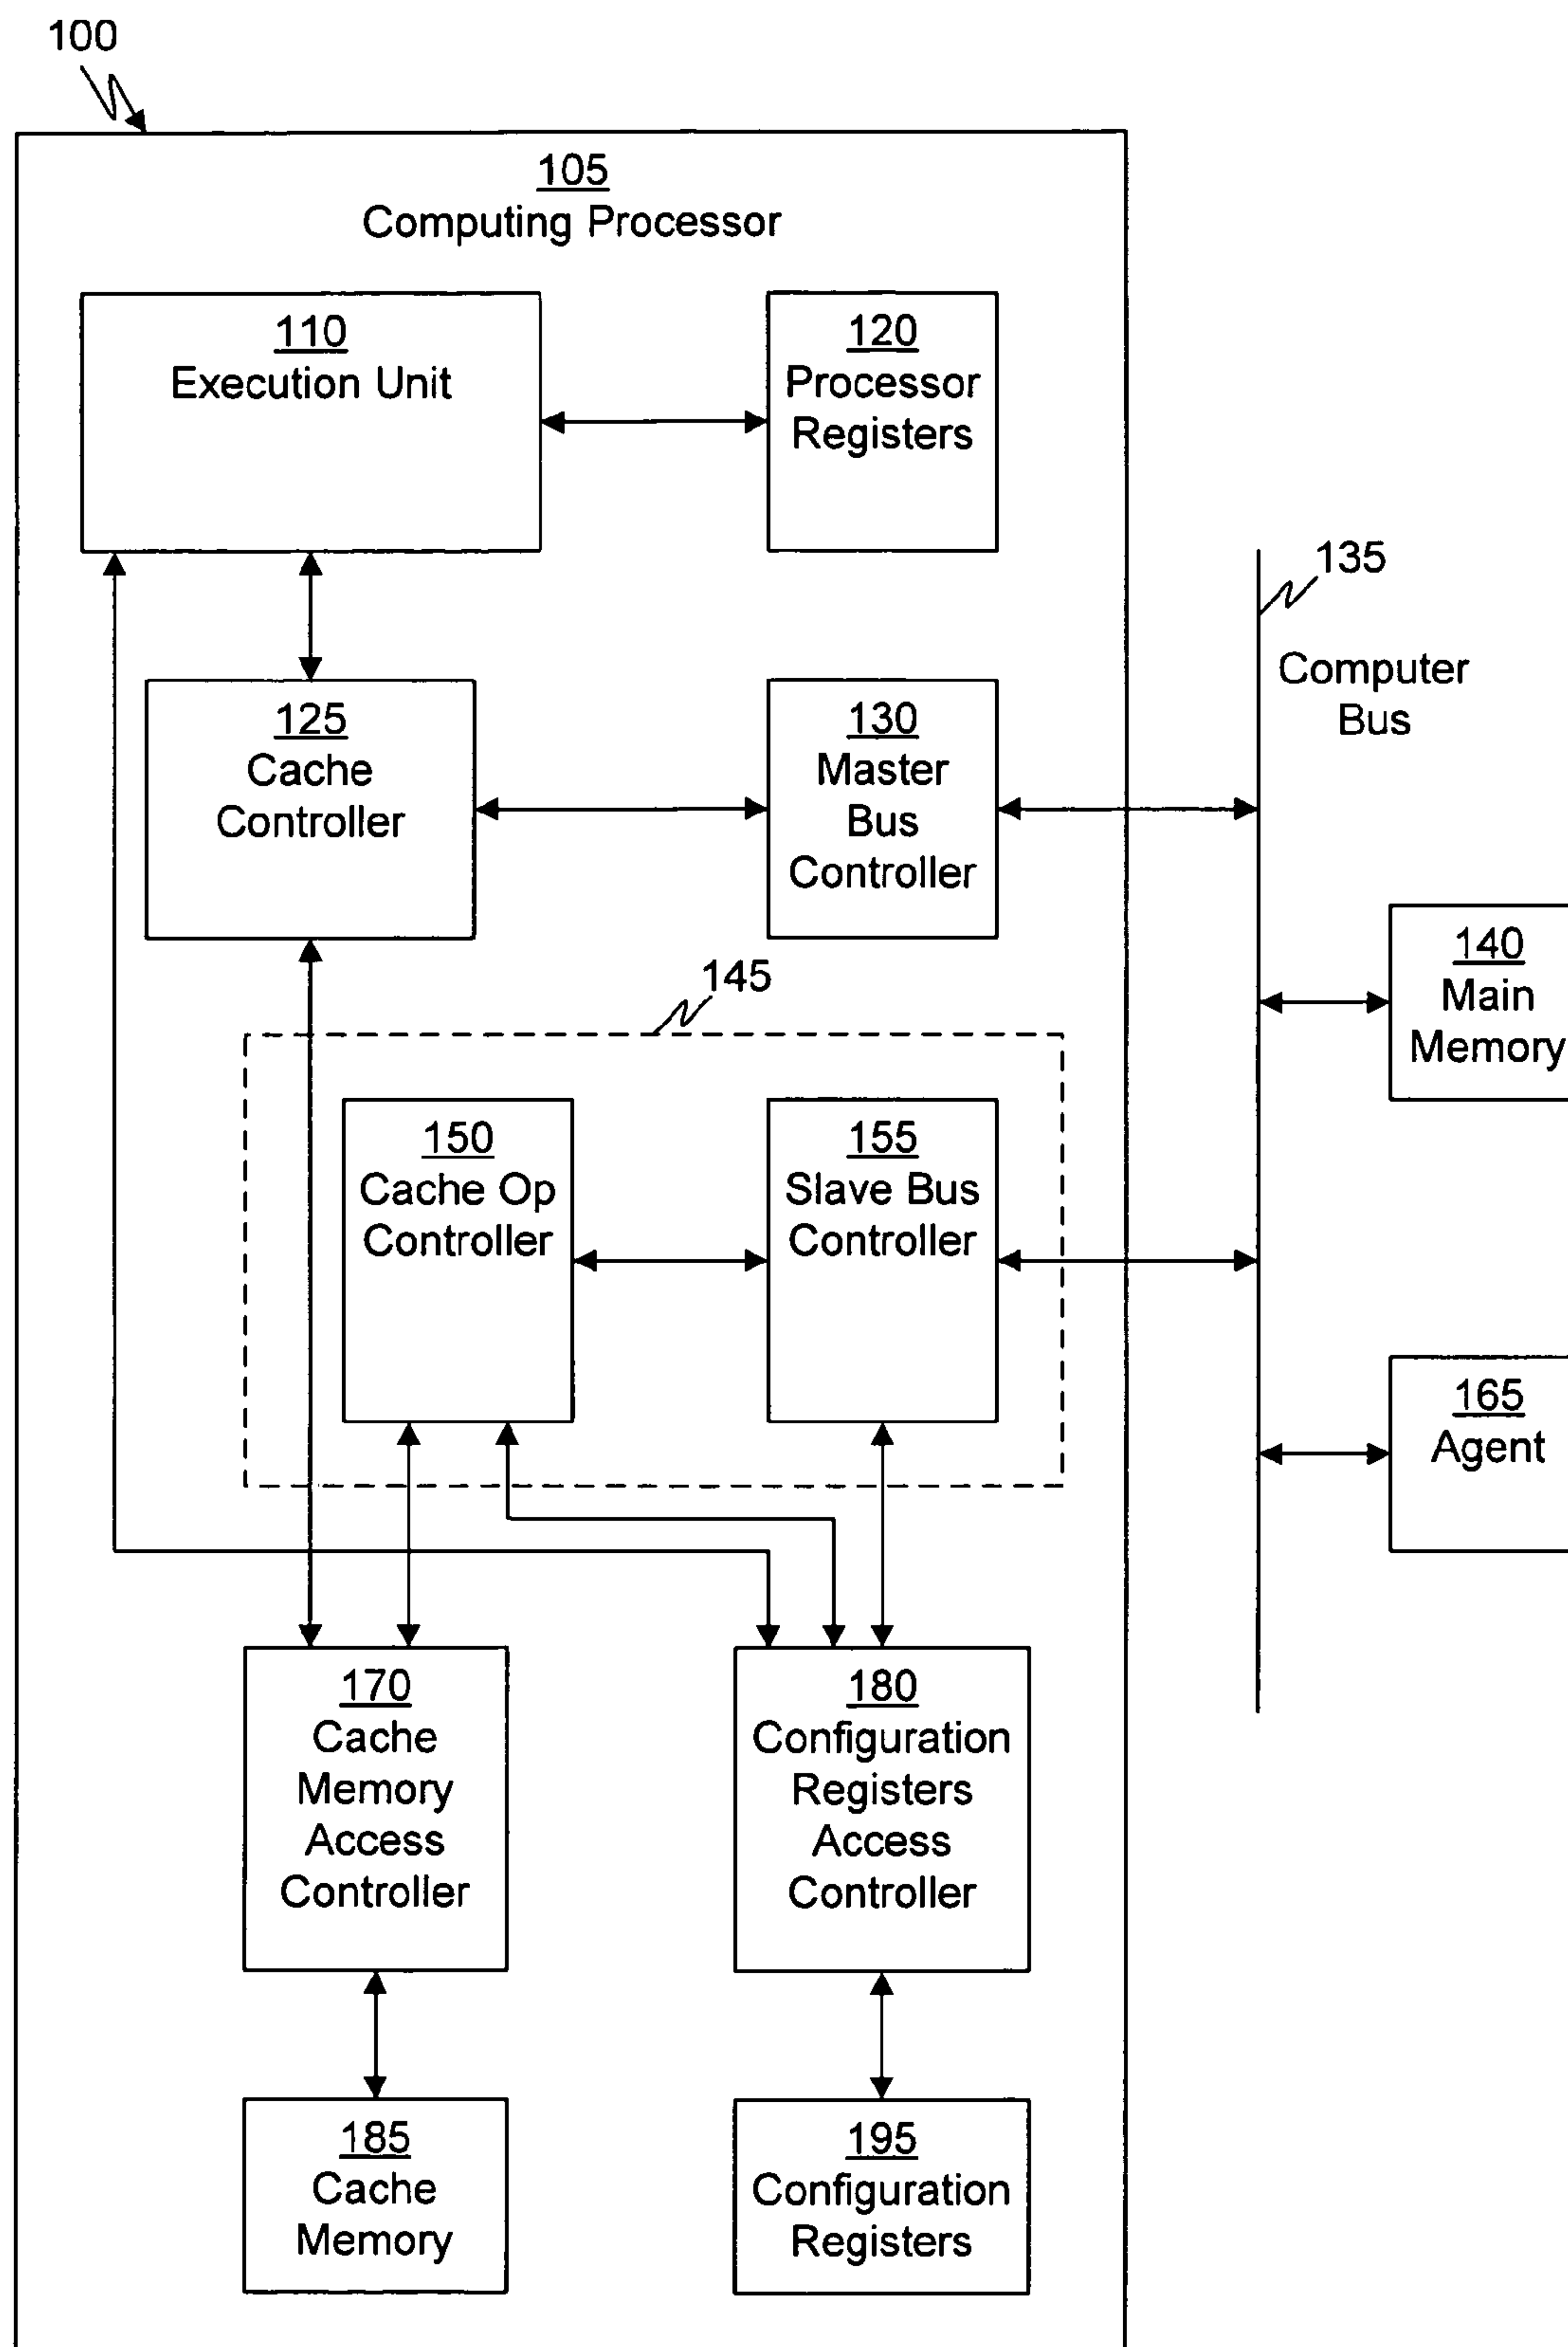 100
105
Computing Processor
110
Execution Unit
120
Processor
Registers
135
Computer
Bus
125
Cache
Controller
130
Master
Bus
Controller
140
Main
Memory
145
150
Cache Op
Controller
155
Slave Bus
Controller
165
Agent
170
Cache
Memory
Access
Controller
180
Configuration
Registers
Access
Controller
185
Cache
Memory
195
Configuration
Registers